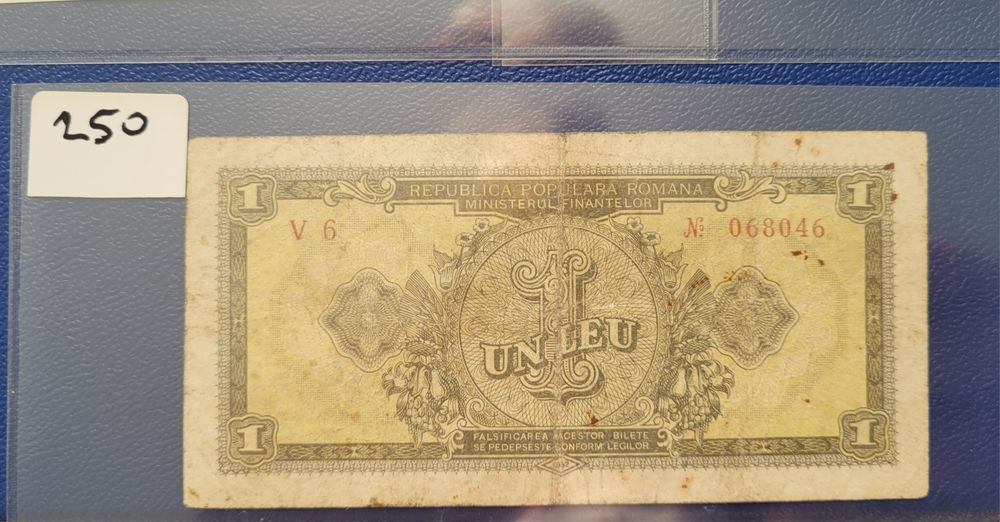 250
REPUBLICA POPULARA ROMÂNA
MINISTERUL FINANTELOR
1
1
V 6
№ 068046
1
UN LEU
FALSIFICAREA ACESTOR BILETE
SE PEDEPSESTE CONFORM LEGILOR
1
1